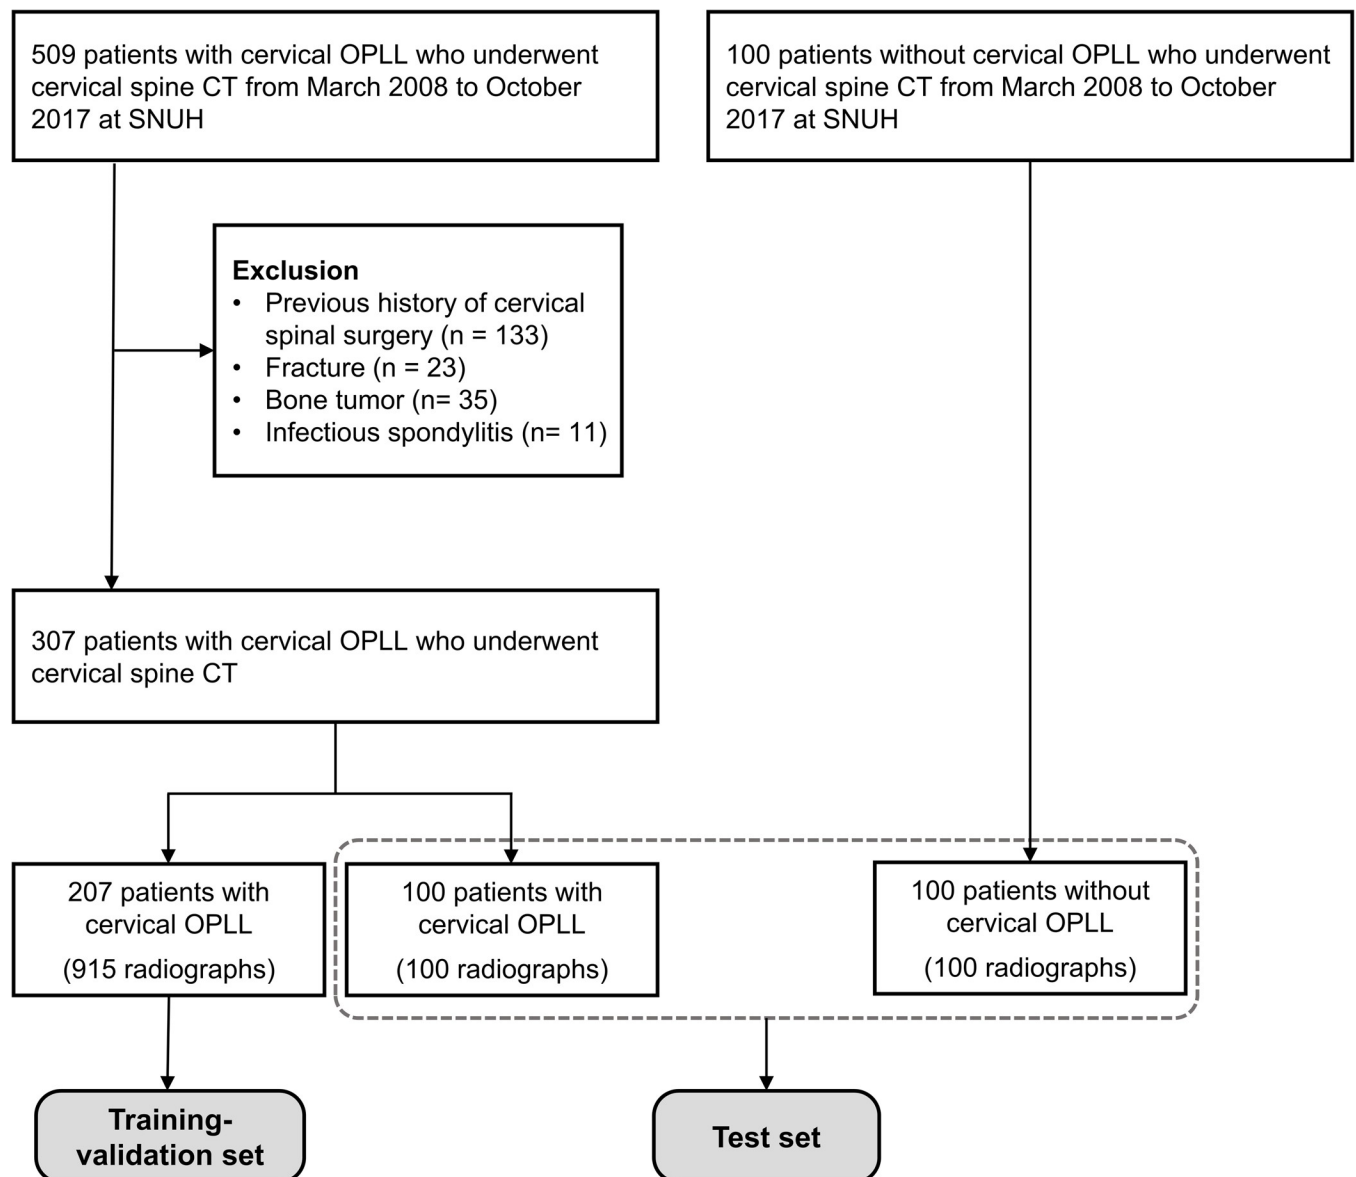 509 patients with cervical OPLL who underwent
cervical spine CT from March 2008 to October
2017 at SNUH
100 patients without cervical OPLL who underwent
cervical spine CT from March 2008 to October
2017 at SNUH
Exclusion
• Previous history of cervical
spinal surgery (n = 133)
• Fracture (n = 23)
• Bone tumor (n= 35)
• Infectious spondylitis (n= 11)
307 patients with cervical OPLL who underwent
cervical spine CT
207 patients with
cervical OPLL
(915 radiographs)
100 patients with
cervical OPLL
(100 radiographs)
100 patients without
cervical OPLL
(100 radiographs)
Training-
validation set
Test set